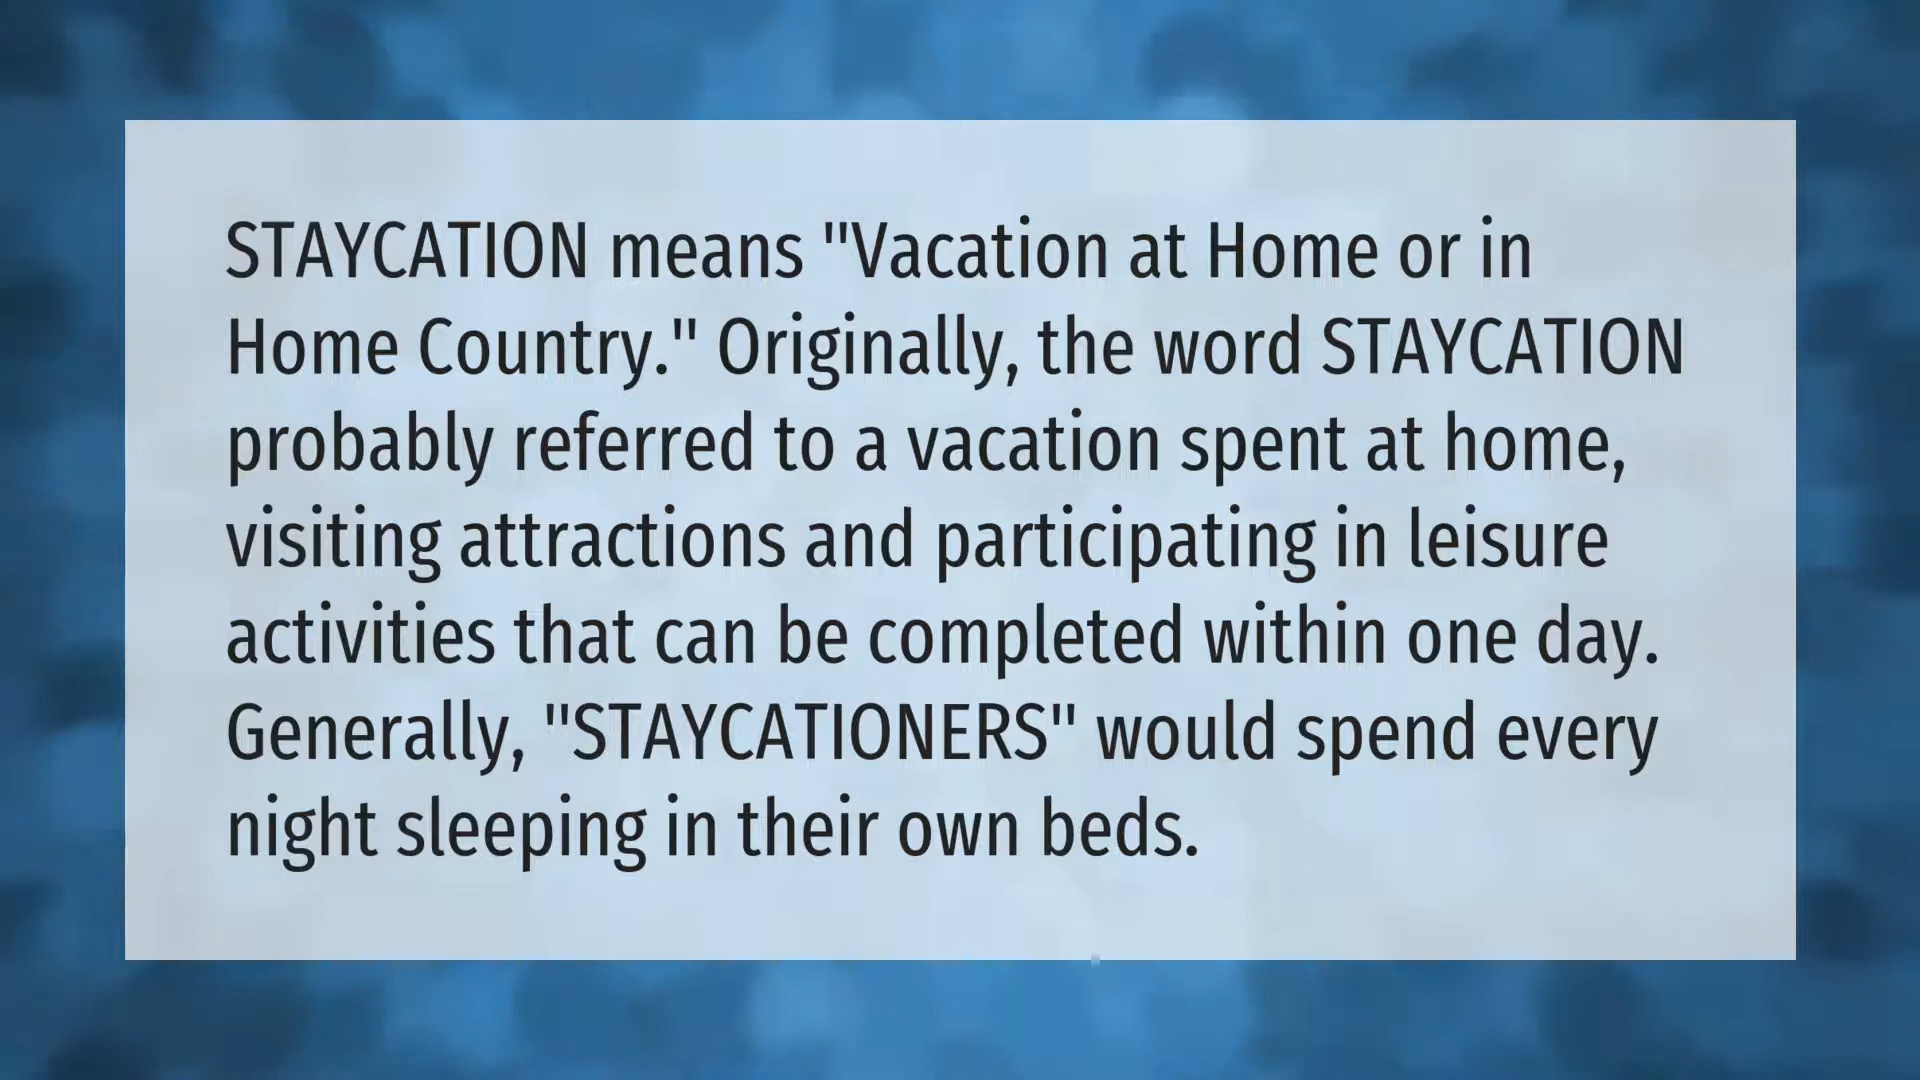 STAYCATION means "Vacation at Home or in
Home Country." Originally, the word STAYCATION
probably referred to a vacation spent at home,
visiting attractions and participating in leisure
activities that can be completed within one day.
Generally, "STAYCATIONERS" would spend every
night sleeping in their own beds.